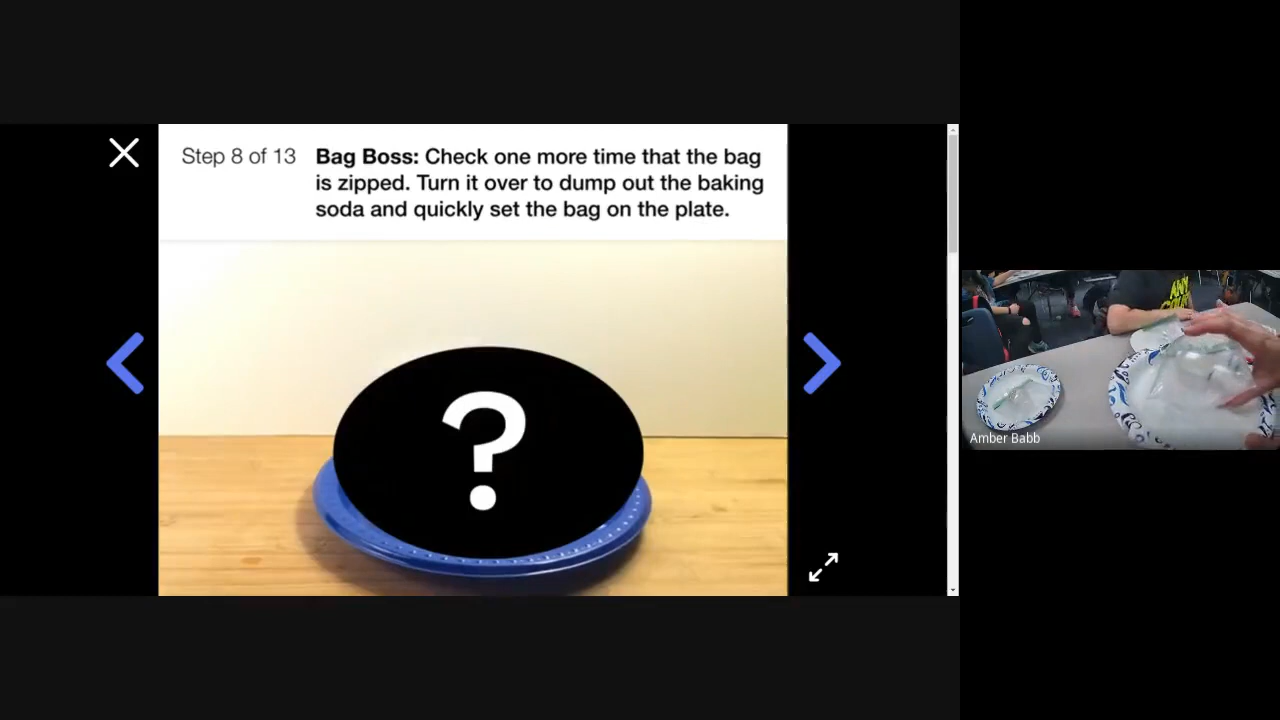 Step 8 of 13
Bag Boss: Check one more time that the bag
is zipped. Turn it over to dump out the baking
soda and quickly set the bag on the plate.
?
Amber Babb
ANY